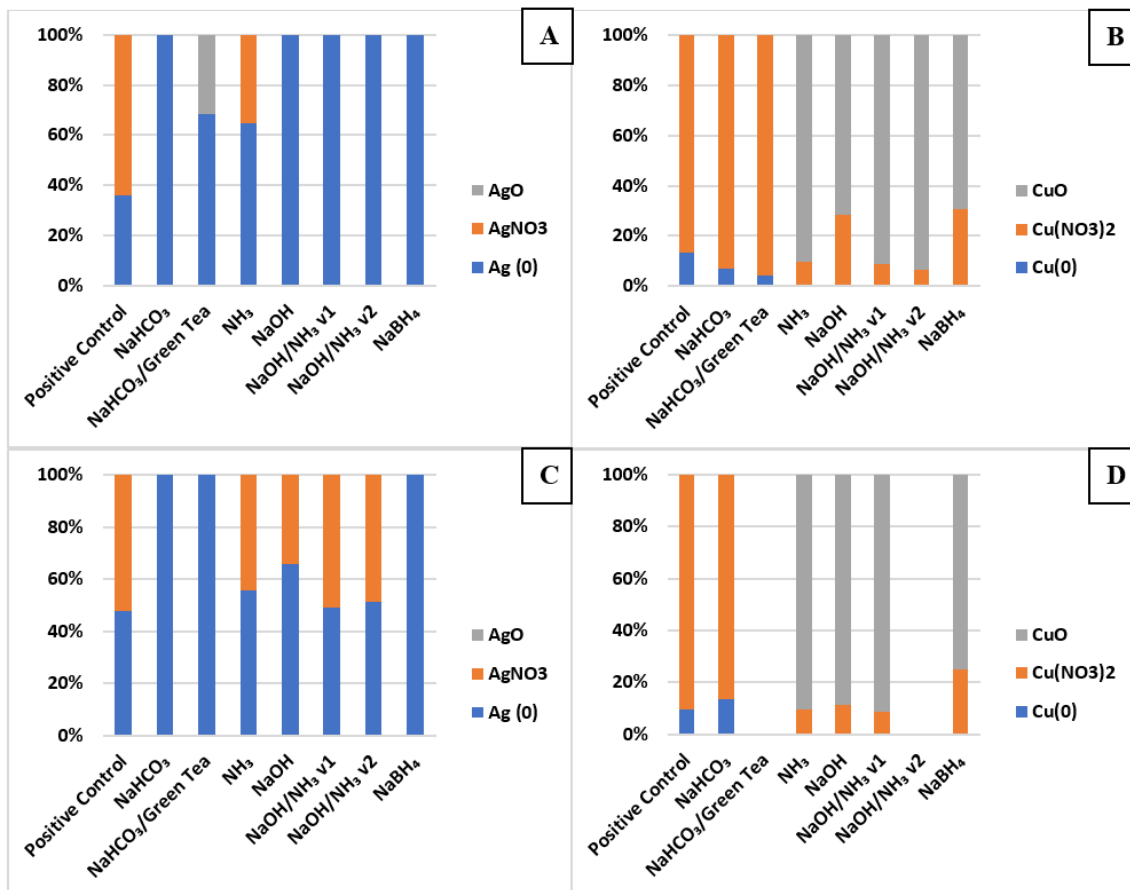 A
100%
80%
60%
40%
20%
0%
AgO
AgNO3
Ag (0)
Positive Control
NaHCO₃
NaHCO₃/Green Tea
NH₃
NaOH
NaOH/NH₃ v1
NaOH/NH₃ v2
NaBH₄
B
100%
80%
60%
40%
20%
0%
CuO
Cu(NO3)2
Cu(0)
Positive Control
NaHCO₃
NaHCO₃/Green Tea
NH₃
NaOH
NaOH/NH₃ v1
NaOH/NH₃ v2
NaBH₄
C
100%
80%
60%
40%
20%
0%
AgO
AgNO3
Ag (0)
Positive Control
NaHCO₃
NaHCO₃/Green Tea
NH₃
NaOH
NaOH/NH₃ v1
NaOH/NH₃ v2
NaBH₄
D
100%
80%
60%
40%
20%
0%
CuO
Cu(NO3)2
Cu(0)
Positive Control
NaHCO₃
NaHCO₃/Green Tea
NH₃
NaOH
NaOH/NH₃ v1
NaOH/NH₃ v2
NaBH₄